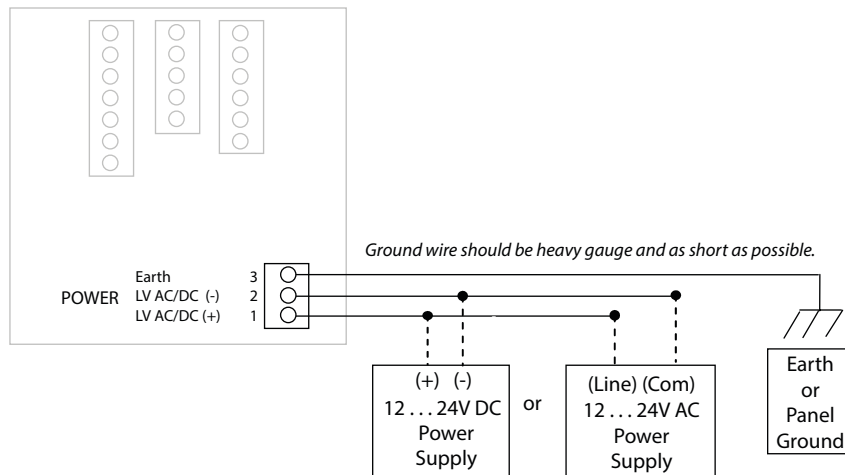 Ground wire should be heavy gauge and as short as possible.
POWER
Earth 3
LV AC/DC (-) 2
LV AC/DC (+) 1
(+) (-)
12 . . . 24V DC
Power
Supply
or
(Line) (Com)
12 . . . 24V AC
Power
Supply
Earth
or
Panel
Ground